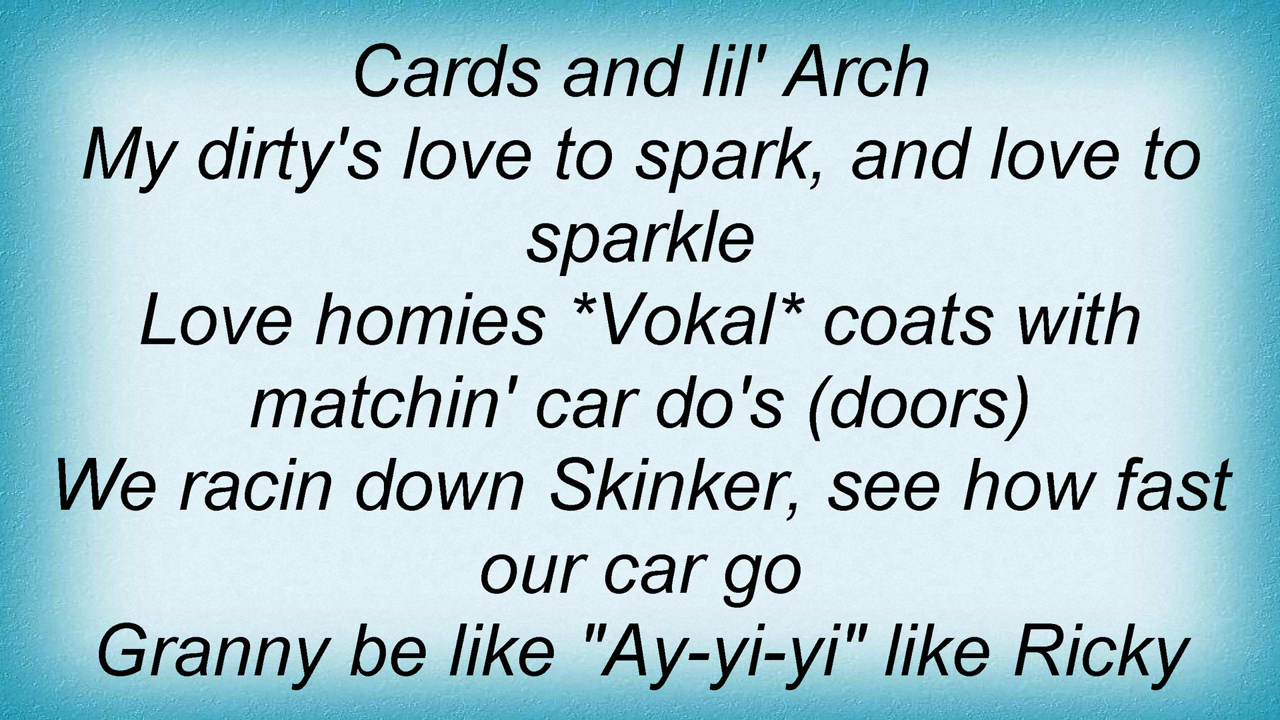 Cards and lil' Arch
My dirty's love to spark, and love to
sparkle
Love homies *Vokal* coats with
matchin' car do's (doors)
We racin down Skinker, see how fast
our car go
Granny be like "Ay-yi-yi" like Ricky